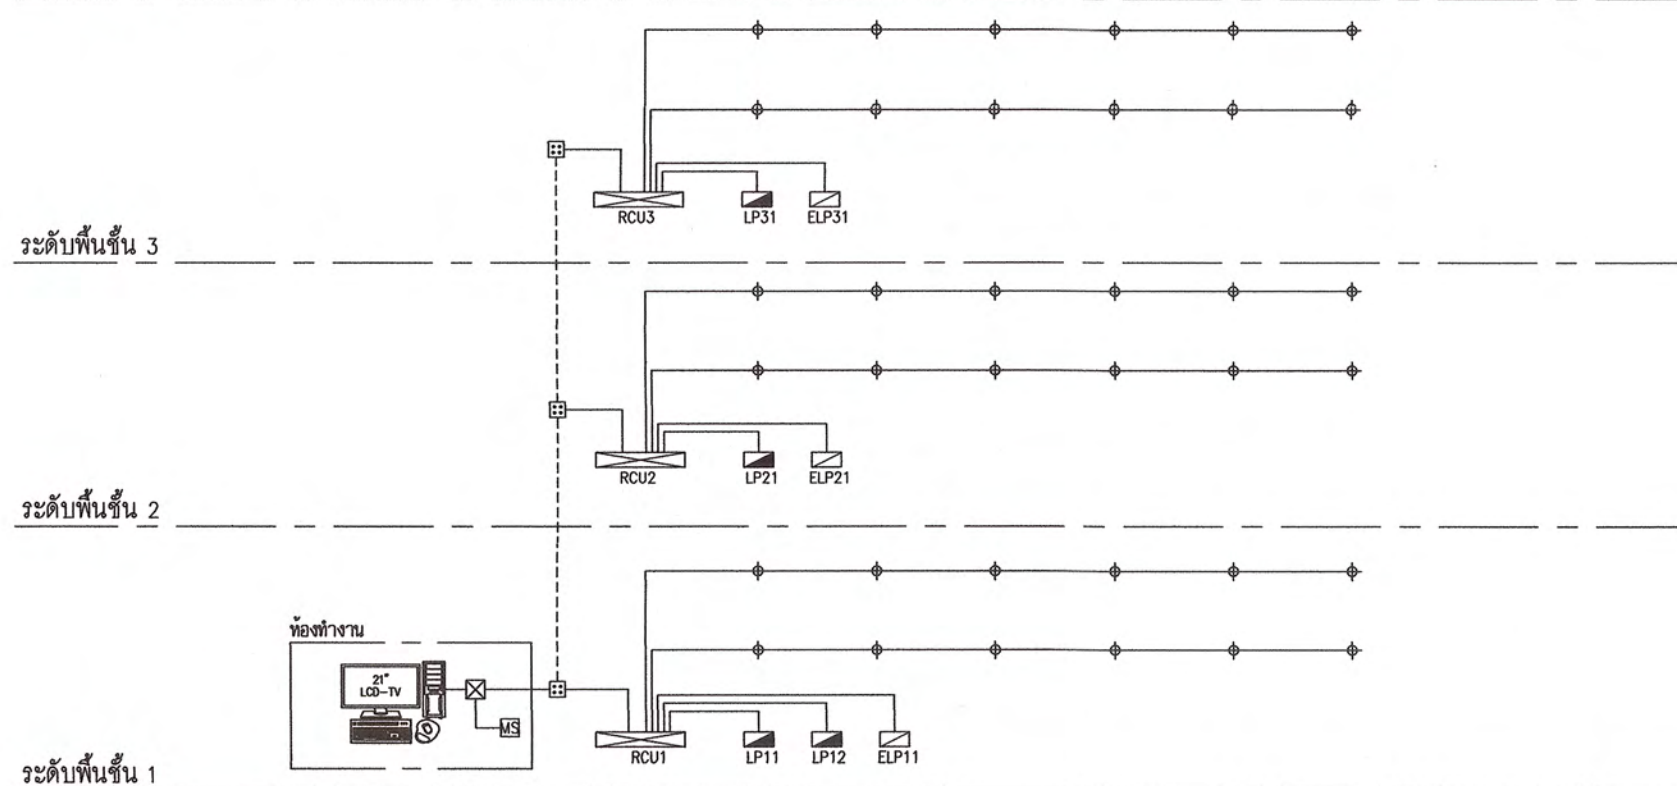 RCU3 LP31 ELP31
ระดับพื้นชั้น 3
RCU2 LP21 ELP21
ระดับพื้นชั้น 2
ห้องทำงาน
21"
LCD-TV
MS
RCU1 LP11 LP12 ELP11
ระดับพื้นชั้น 1